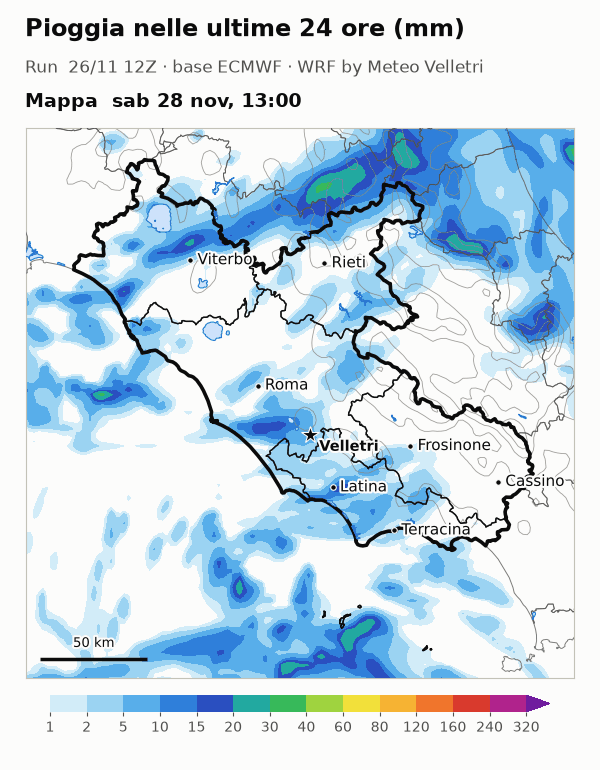 Pioggia nelle ultime 24 ore (mm)
Run  26/11 12Z · base ECMWF · WRF by Meteo Velletri
Mappa  sab 28 nov, 13:00
Viterbo
Rieti
Roma
Velletri
Frosinone
Cassino
Latina
Terracina
50 km
1 2 5 10 15 20 30 40 60 80 120 160 240 320